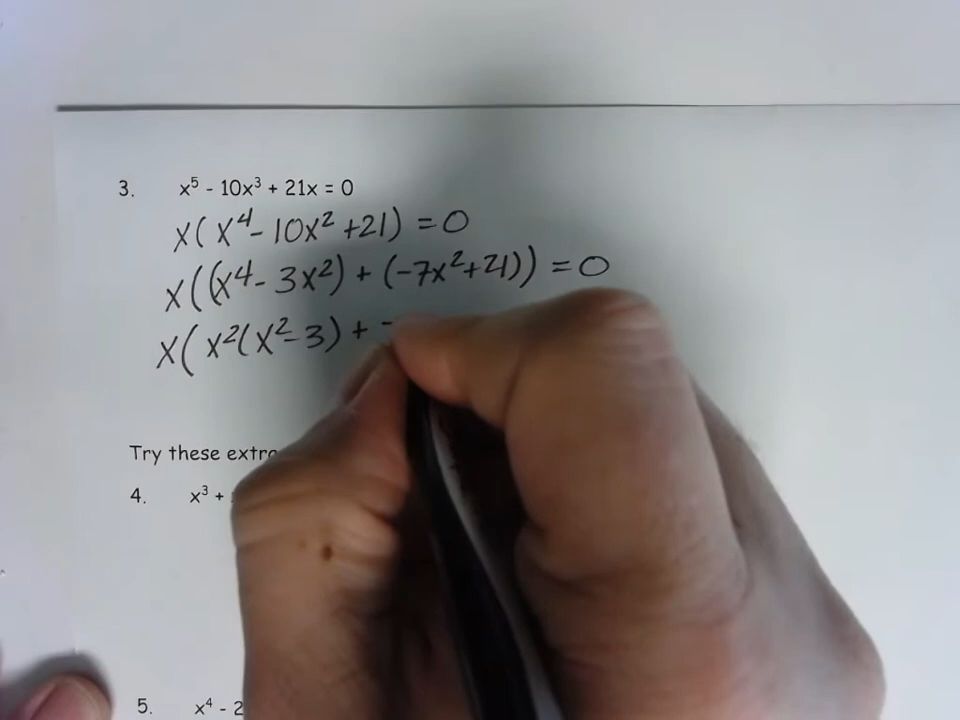 3. x⁵ - 10x³ + 21x = 0
x(x⁴ - 10x² + 21) = 0
x((x⁴ - 3x²) + (-7x² + 21)) = 0
x(x²(x² - 3) + -
Try these
4. x³ +
5. x⁴ - 2